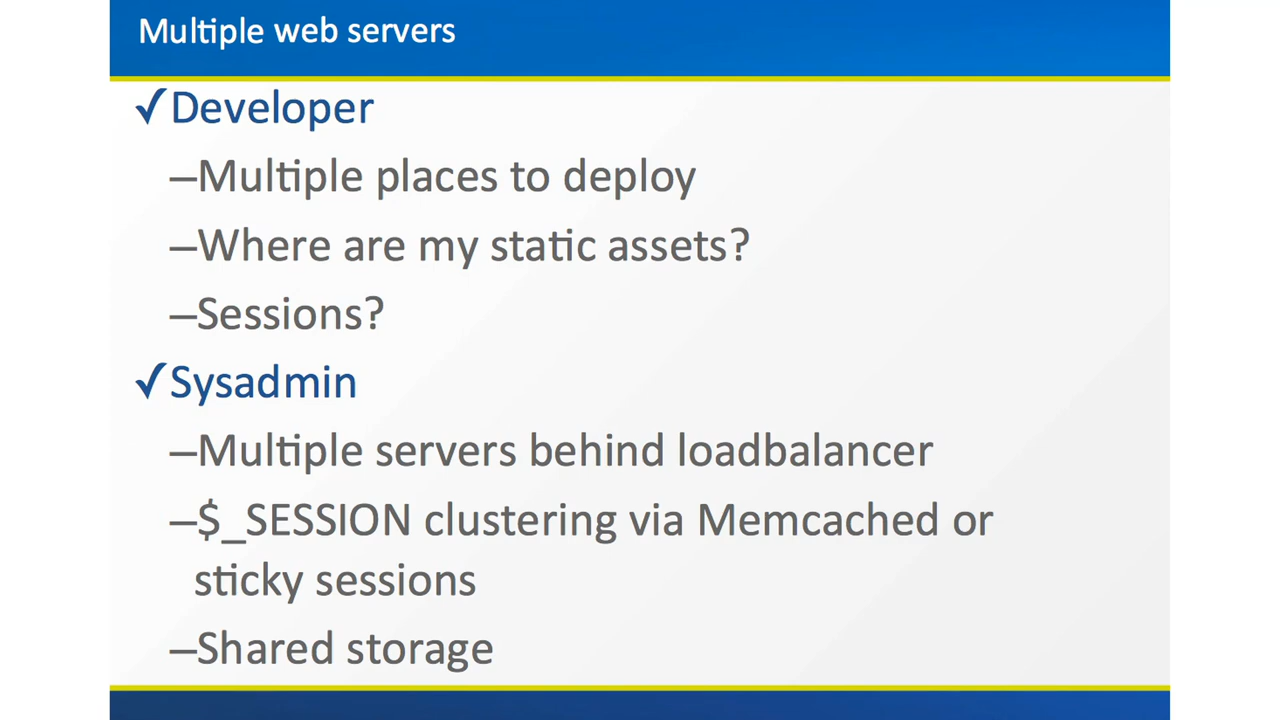 Multiple web servers
✓Developer
–Multiple places to deploy
–Where are my static assets?
–Sessions?
✓Sysadmin
–Multiple servers behind loadbalancer
–$_SESSION clustering via Memcached or
sticky sessions
–Shared storage